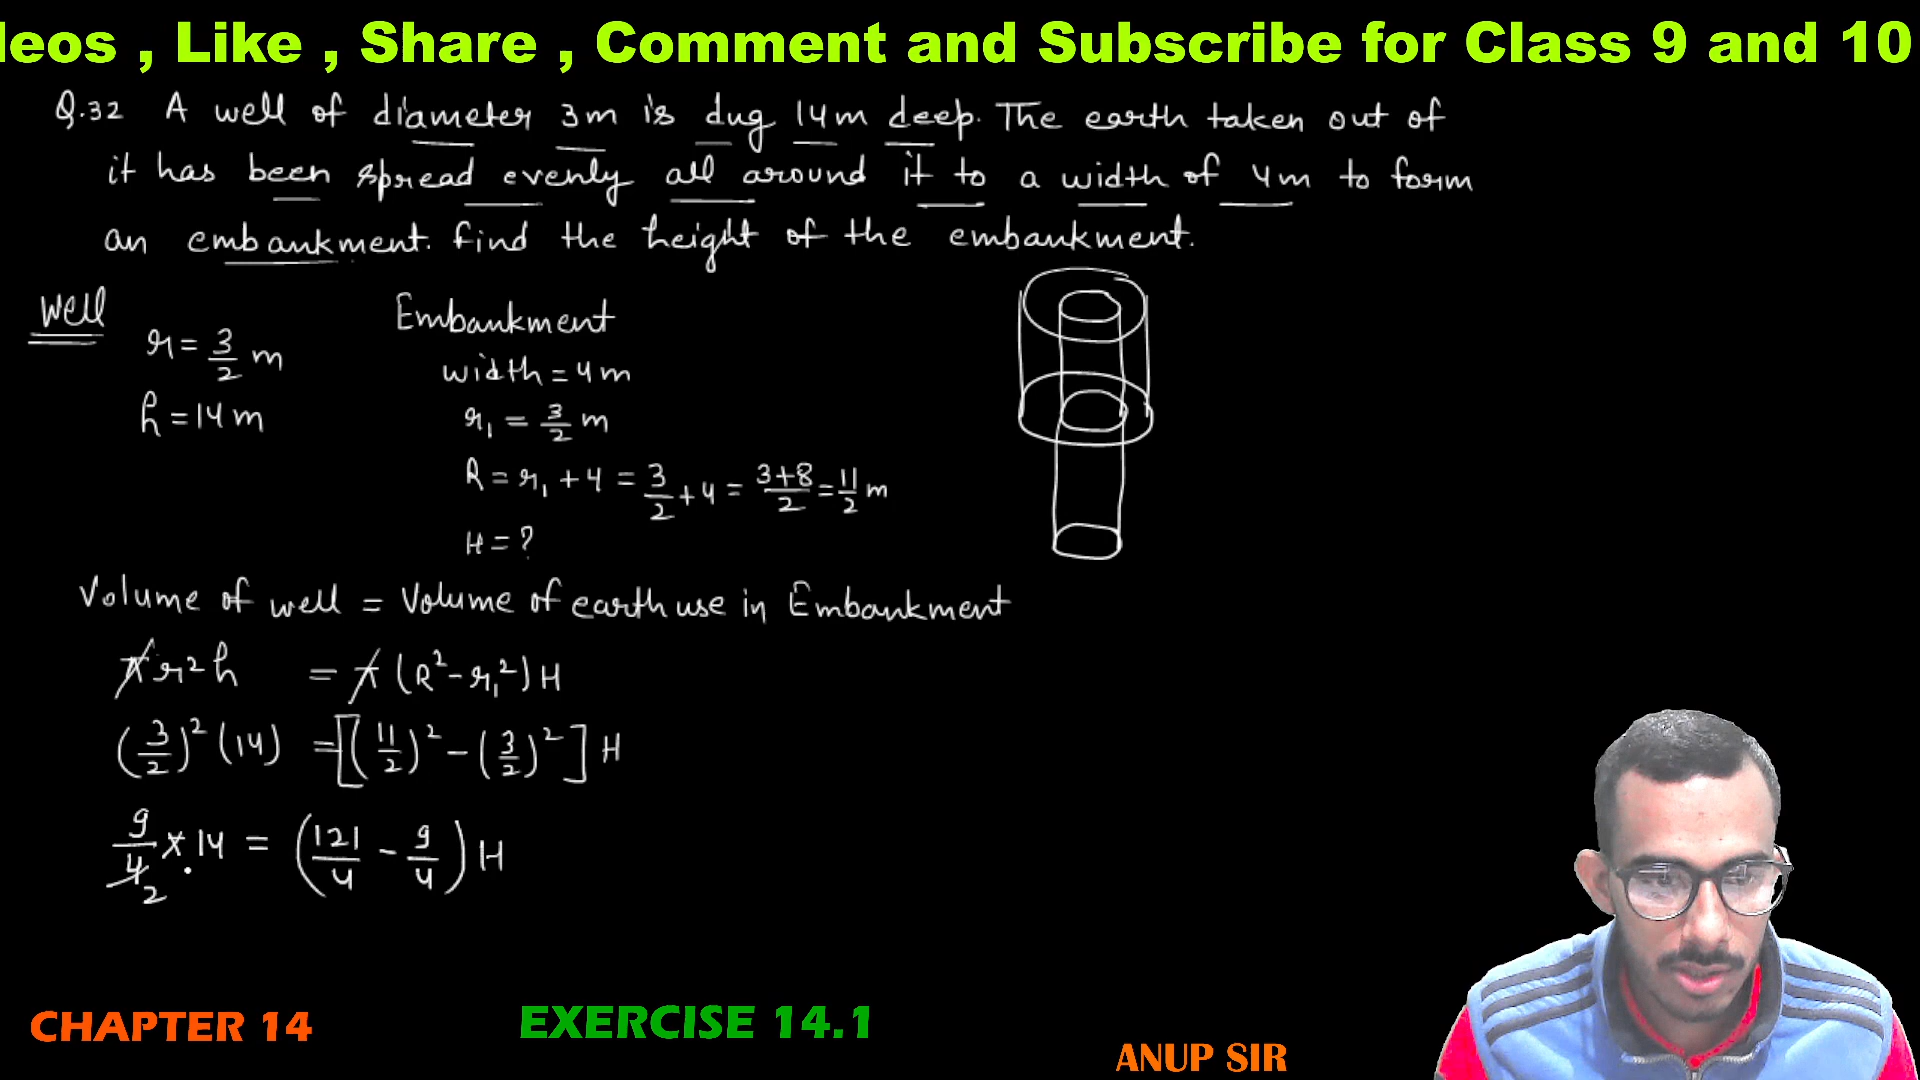 leos , Like , Share , Comment and Subscribe for Class 9 and 10
Q.32 A well of diameter 3m is dug 14m deep. The earth taken out of
it has been spread evenly all around it to a width of 4m to form
an embankment. find the height of the embankment.
Well
r = 3/2 m
h = 14 m
Embankment
width = 4 m
r₁ = 3/2 m
R = r₁ + 4 = 3/2 + 4 = 3+8/2 = 11/2 m
H = ?
Volume of well = Volume of earth use in Embankment
πr²h = π (R² - r₁²) H
(3/2)² (14) = [(11/2)² - (3/2)²] H
9/4 2 × 14 = (121/4 - 9/4) H
CHAPTER 14
EXERCISE 14.1
ANUP SIR